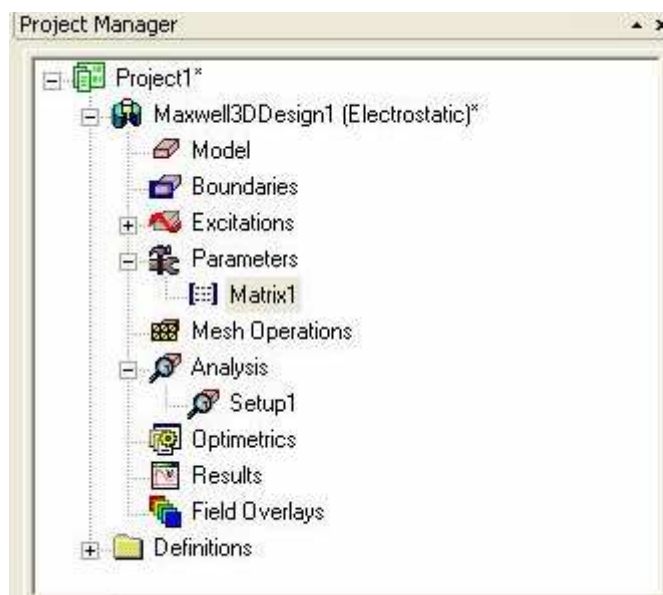 Project Manager
Project1*
Maxwell3DDesign1 (Electrostatic)*
Model
Boundaries
Excitations
Parameters
Matrix1
Mesh Operations
Analysis
Setup1
Optimetrics
Results
Field Overlays
Definitions